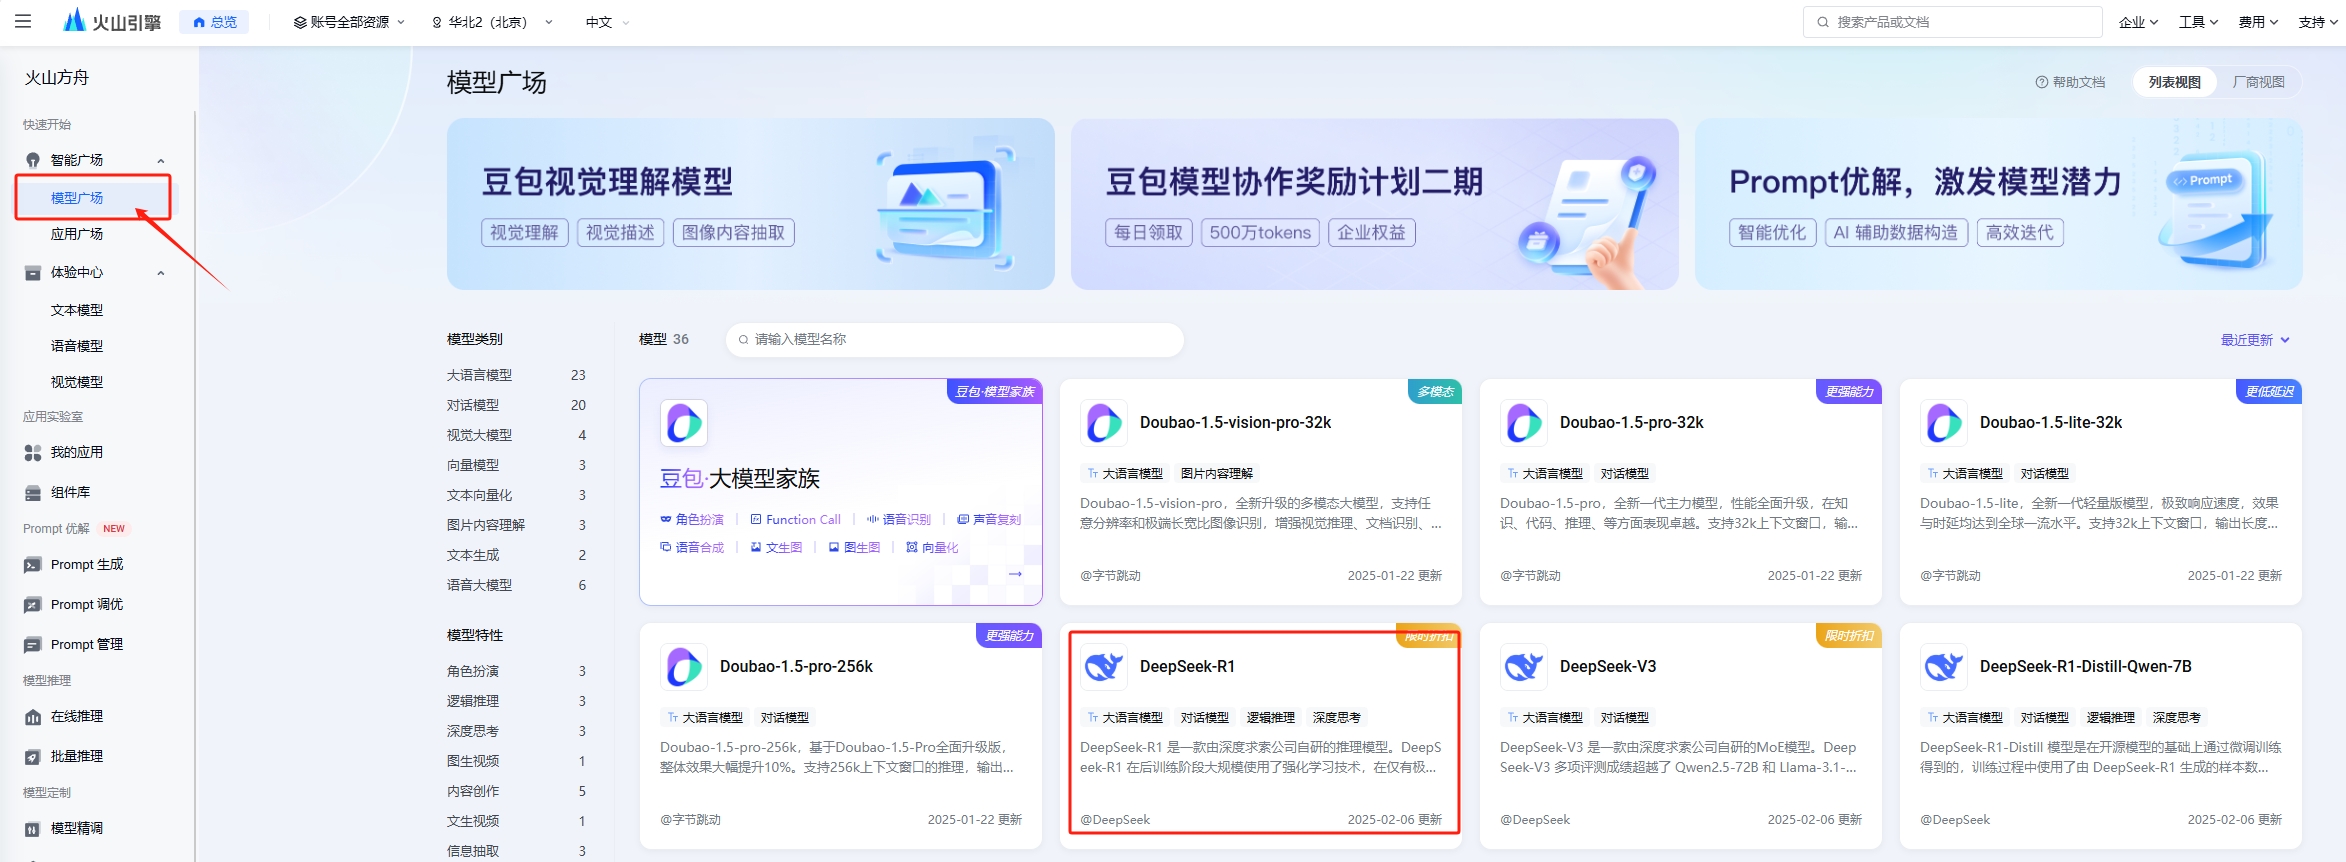 火山引擎 总览 账号全部资源 华北2（北京） 中文 搜索产品或文档 企业 工具 费用 支持
火山方舟
快速开始
智能广场
模型广场
应用广场
体验中心
文本模型
语音模型
视觉模型
应用实验室
我的应用
组件库
Prompt 优解 NEW
Prompt 生成
Prompt 调优
Prompt 管理
模型推理
在线推理
批量推理
模型定制
模型精调
模型广场
帮助文档 列表视图 厂商视图
豆包视觉理解模型
视觉理解 视觉描述 图像内容抽取
豆包模型协作奖励计划二期
每日领取 500万tokens 企业权益
Prompt优解，激发模型潜力
智能优化 AI 辅助数据构造 高效迭代
Prompt
模型类别
大语言模型 23
对话模型 20
视觉大模型 4
向量模型 3
文本向量化 3
图片内容理解 3
文本生成 2
语音大模型 6
模型特性
角色扮演 3
逻辑推理 3
深度思考 3
图生视频 1
内容创作 5
文生视频 1
信息抽取 3
模型 36 请输入模型名称 最近更新
豆包·模型家族
豆包·大模型家族
角色扮演 Function Call 语音识别 声音复刻
语音合成 文生图 图生图 向量化
多模态
Doubao-1.5-vision-pro-32k
大语言模型 图片内容理解
Doubao-1.5-vision-pro，全新升级的多模态大模型，支持任
意分辨率和极端长宽比图像识别，增强视觉推理、文档识别、...
@字节跳动 2025-01-22 更新
更强能力
Doubao-1.5-pro-32k
大语言模型 对话模型
Doubao-1.5-pro，全新一代主力模型，性能全面升级，在知
识、代码、推理、等方面表现卓越。支持32k上下文窗口，输...
@字节跳动 2025-01-22 更新
更低延迟
Doubao-1.5-lite-32k
大语言模型 对话模型
Doubao-1.5-lite，全新一代轻量版模型，极致响应速度，效果
与时延均达到全球一流水平。支持32k上下文窗口，输出长度...
@字节跳动 2025-01-22 更新
更强能力
Doubao-1.5-pro-256k
大语言模型 对话模型
Doubao-1.5-pro-256k，基于Doubao-1.5-Pro全面升级版，
整体效果大幅提升10%。支持256k上下文窗口的推理，输出...
@字节跳动 2025-01-22 更新
限时折扣
DeepSeek-R1
大语言模型 对话模型 逻辑推理 深度思考
DeepSeek-R1 是一款由深度求索公司自研的推理模型。DeepS
eek-R1 在后训练阶段大规模使用了强化学习技术，在仅有极...
@DeepSeek 2025-02-06 更新
限时折扣
DeepSeek-V3
大语言模型 对话模型
DeepSeek-V3 是一款由深度求索公司自研的MoE模型。Deep
Seek-V3 多项评测成绩超越了 Qwen2.5-72B 和 Llama-3.1-...
@DeepSeek 2025-02-06 更新
DeepSeek-R1-Distill-Qwen-7B
大语言模型 对话模型 逻辑推理 深度思考
DeepSeek-R1-Distill 模型是在开源模型的基础上通过微调训练
得到的，训练过程中使用了由 DeepSeek-R1 生成的样本数...
@DeepSeek 2025-02-06 更新